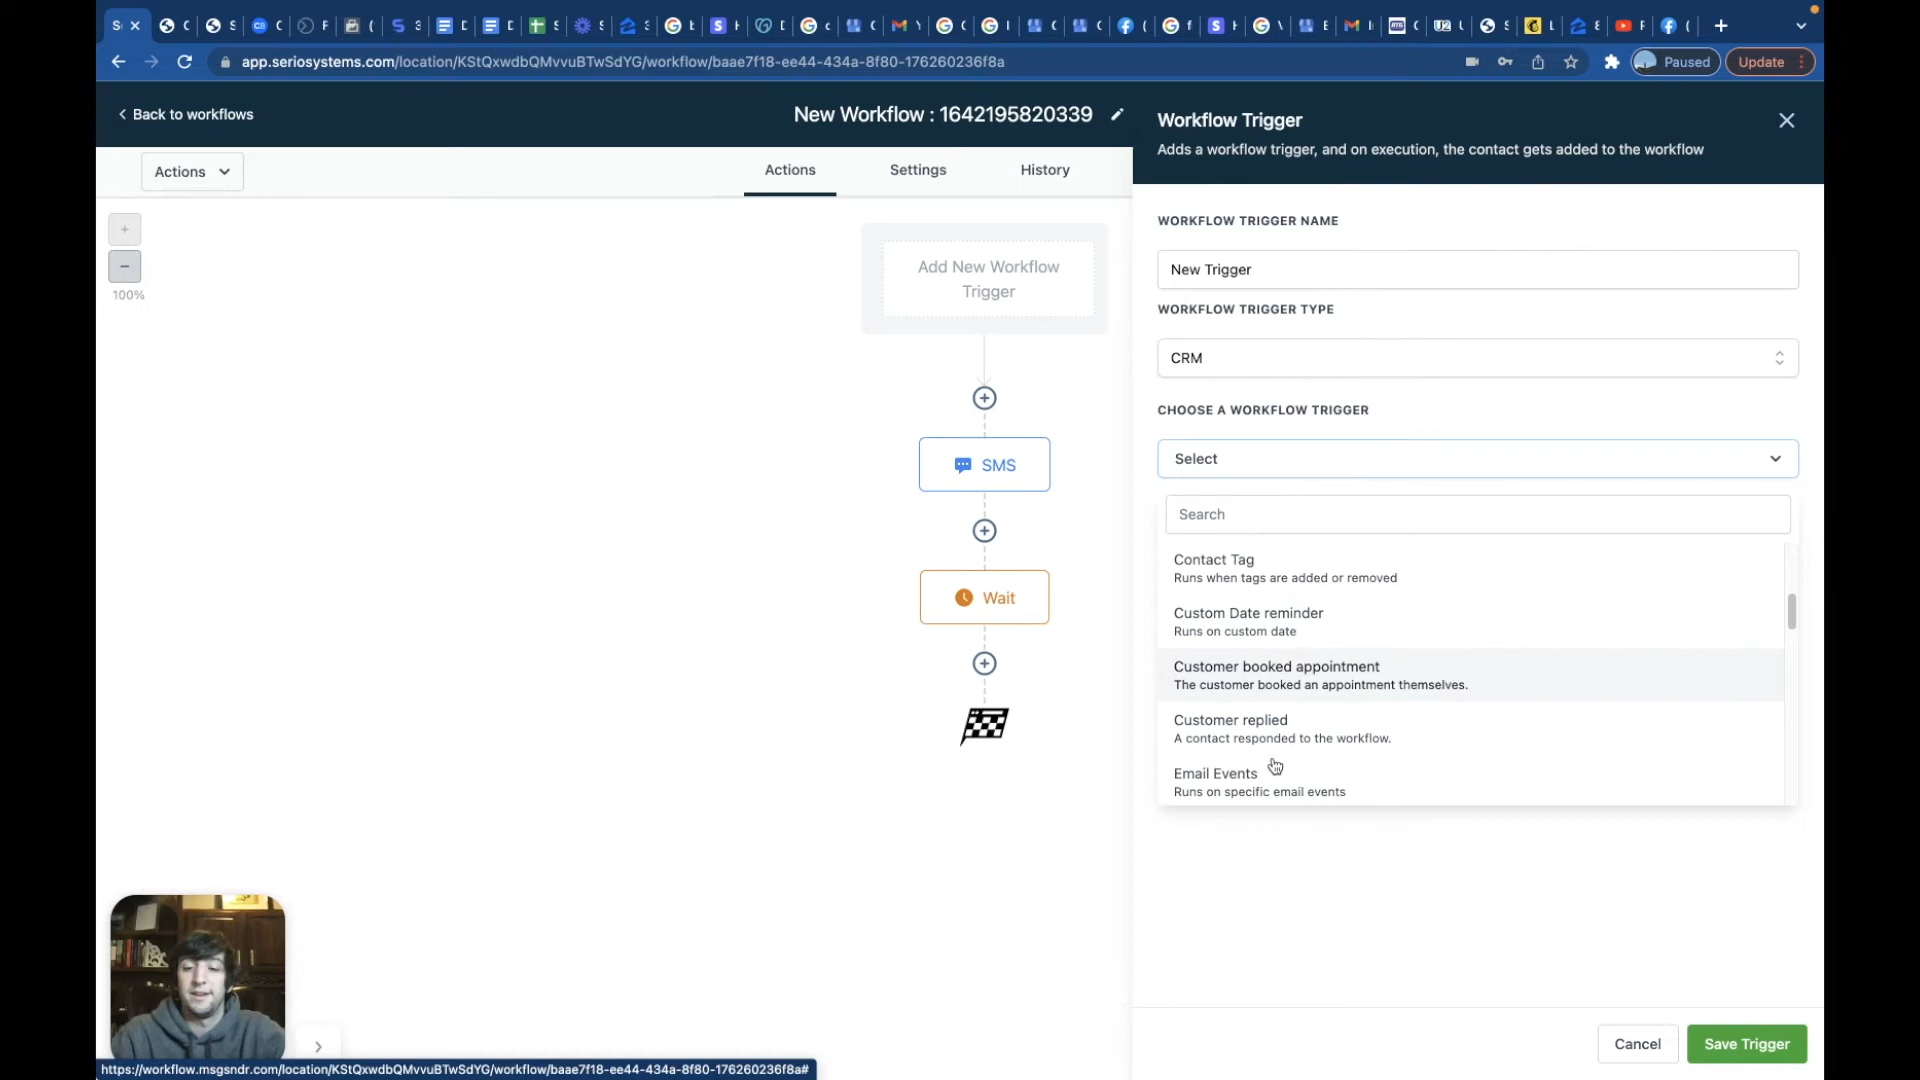 app.seriosystems.com/location/KStQxwdbQMvvuBTwSdYG/workflow/baae7f18-ee44-434a-8f80-176260236f8a
Paused
Update
Back to workflows
New Workflow : 1642195820339
Actions
Actions
Settings
History
100%
Add New Workflow
Trigger
SMS
Wait
Workflow Trigger
Adds a workflow trigger, and on execution, the contact gets added to the workflow
WORKFLOW TRIGGER NAME
New Trigger
WORKFLOW TRIGGER TYPE
CRM
CHOOSE A WORKFLOW TRIGGER
Select
Search
Contact Tag
Runs when tags are added or removed
Custom Date reminder
Runs on custom date
Customer booked appointment
The customer booked an appointment themselves.
Customer replied
A contact responded to the workflow.
Email Events
Runs on specific email events
Cancel
Save Trigger
https://workflow.msgsndr.com/location/KStQxwdbQMvvuBTwSdYG/workflow/baae7f18-ee44-434a-8f80-176260236f8a#